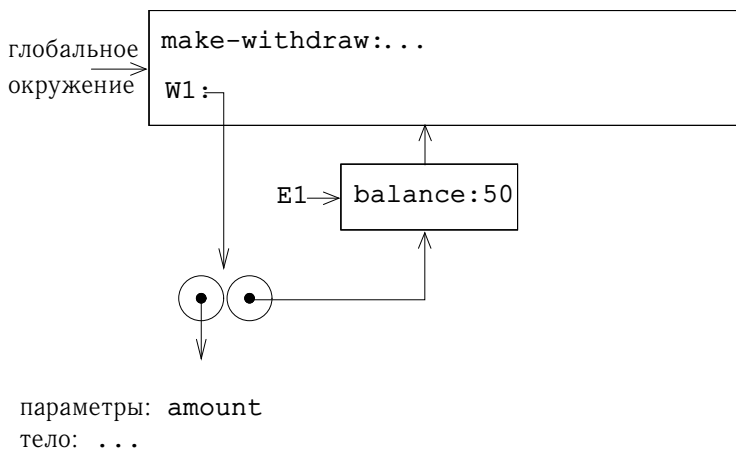 глобальное
окружение
make-withdraw:...
W1:
E1
balance:50
параметры: amount
тело: ...